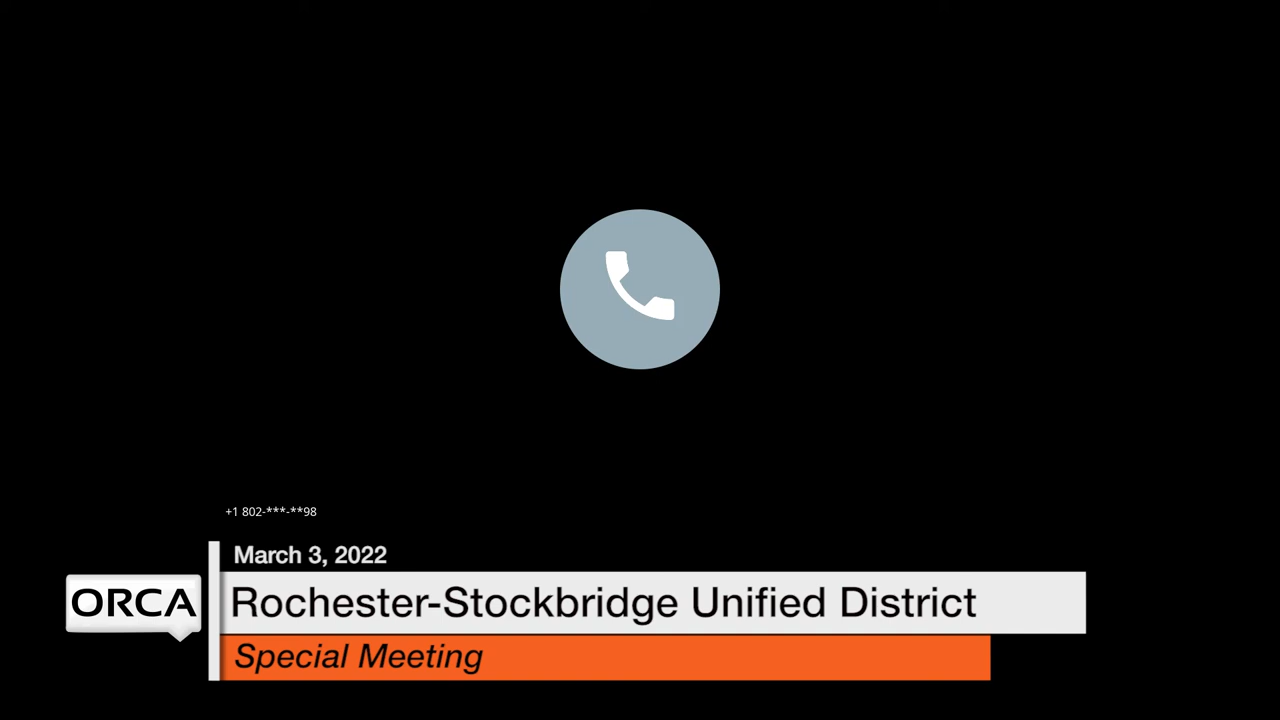 +1 802-***-**98
March 3, 2022
ORCA
Rochester-Stockbridge Unified District
Special Meeting